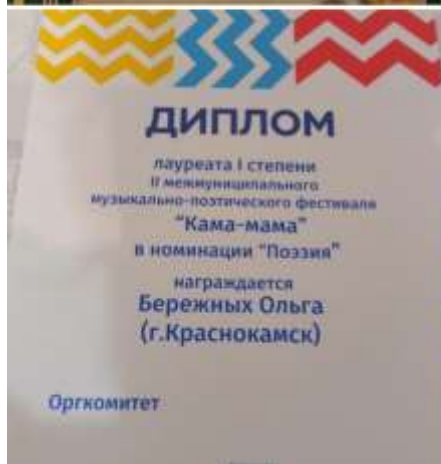 ДИПЛОМ
лауреата I степени
II межмуниципального
музыкально-поэтического фестиваля
"Кама-мама"
в номинации "Поэзия"
награждается
Бережных Ольга
(г.Краснокамск)
Оргкомитет